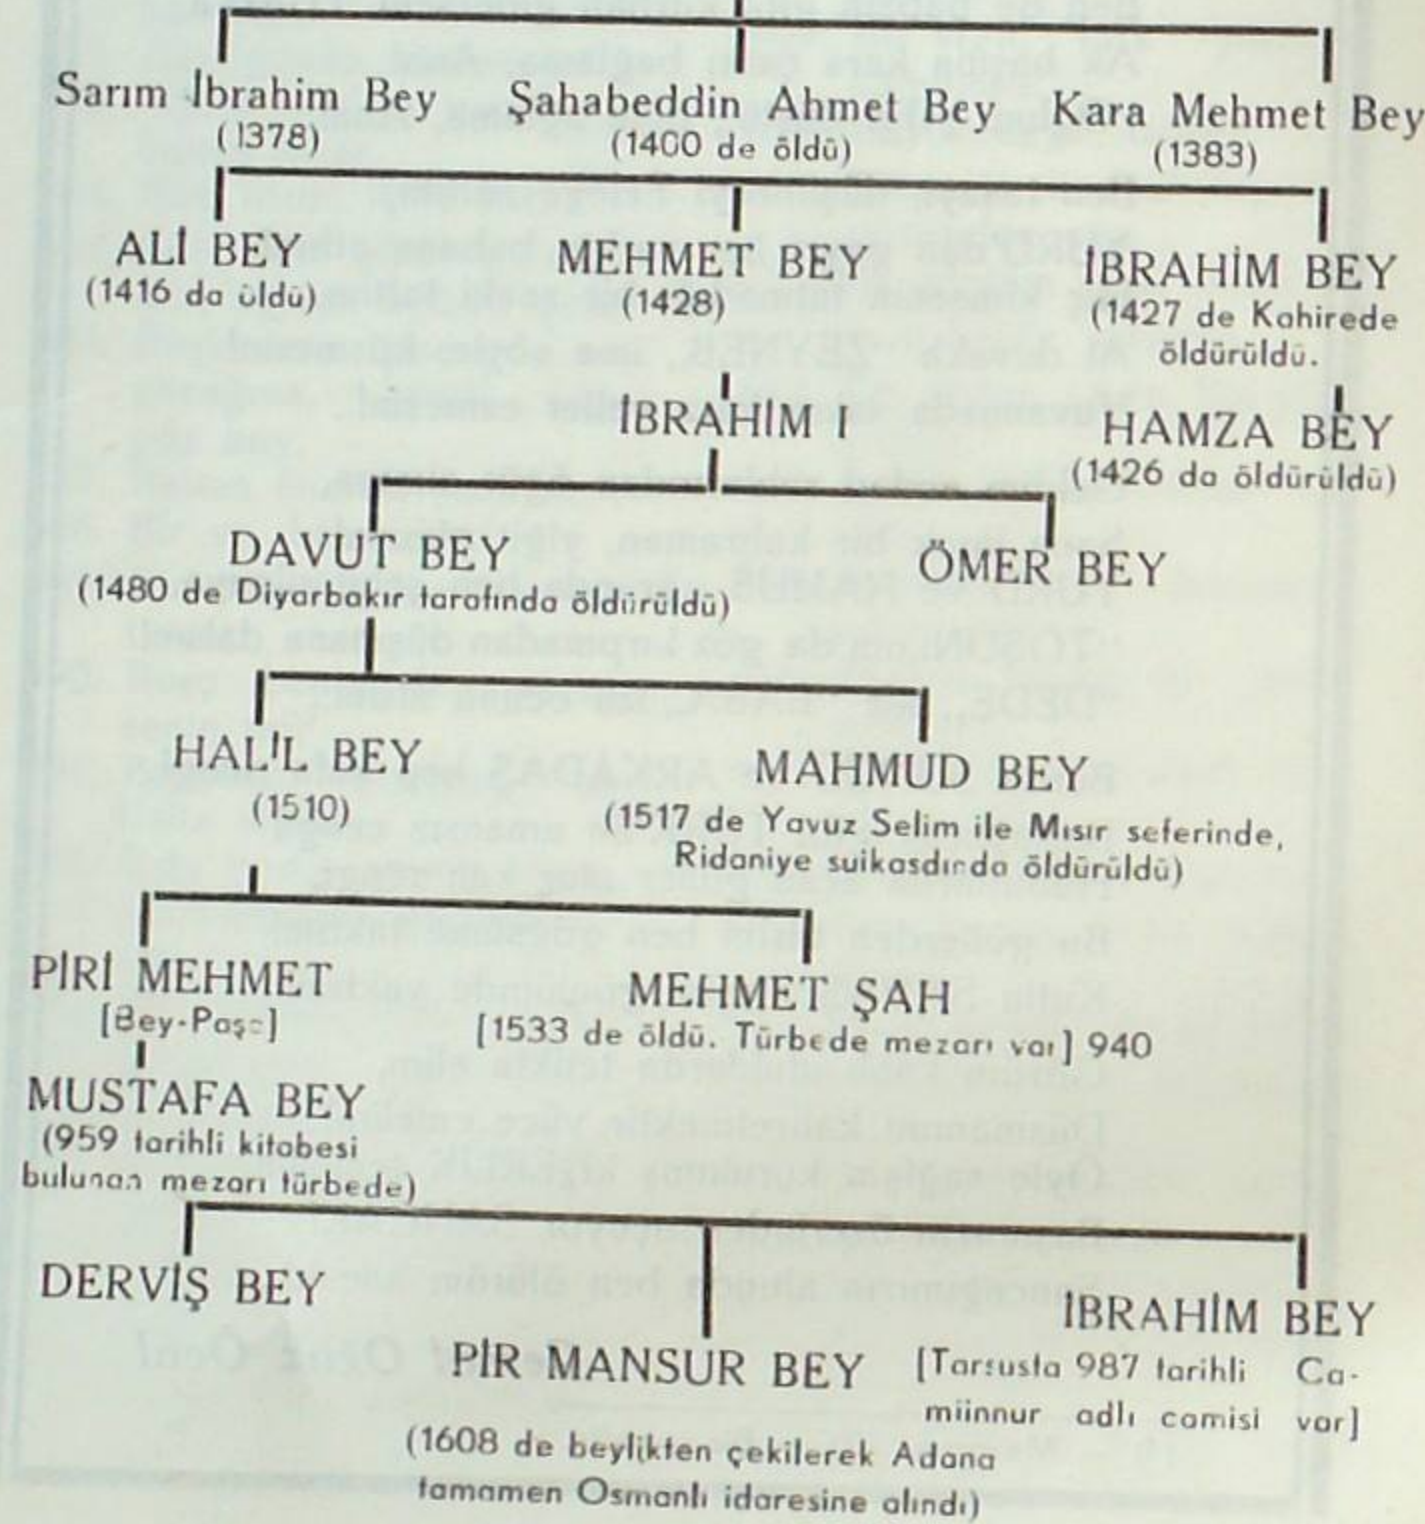 Sarım İbrahim Bey Şahabeddin Ahmet Bey Kara Mehmet Bey
(1378) (1400 de öldü) (1383)
ALİ BEY MEHMET BEY İBRAHİM BEY
(1416 da öldü) (1428) (1427 de Kahirede
öldürüldü.
İBRAHİM I HAMZA BEY
(1426 da öldürüldü)
DAVUT BEY ÖMER BEY
(1480 de Diyarbakır tarafında öldürüldü)
HALİL BEY MAHMUD BEY
(1510) (1517 de Yavuz Selim ile Mısır seferinde,
Ridaniye suikasdında öldürüldü)
PİRİ MEHMET MEHMET ŞAH
[Bey-Paşa] [1533 de öldü. Türbede mezarı var] 940
MUSTAFA BEY
(959 tarihli kitabesi
bulunan mezarı türbede)
DERVİŞ BEY İBRAHİM BEY
PİR MANSUR BEY [Tarsusta 987 tarihli Ca-
miinnur adlı camisi var]
(1608 de beylikten çekilerek Adana
tamamen Osmanlı idaresine alındı)